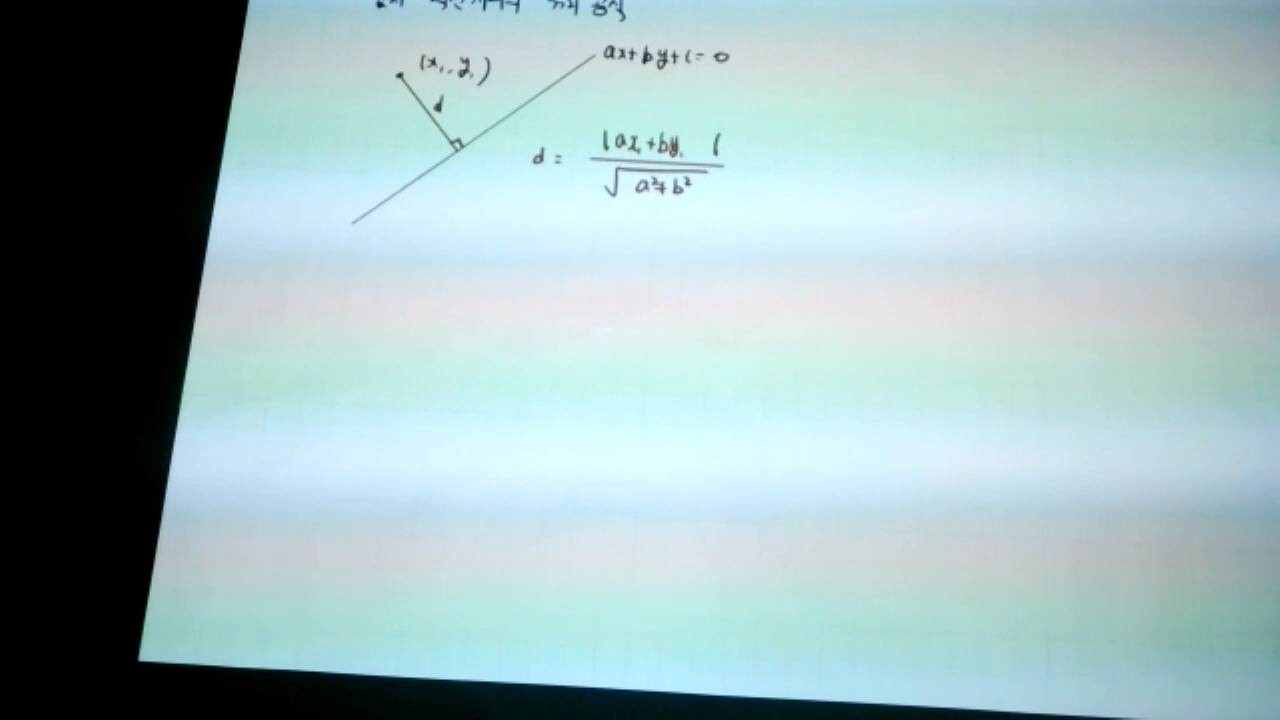 (x₁, y₁)
ax+by+c=0
d
d = |ax₁+by₁ | / √a²+b²